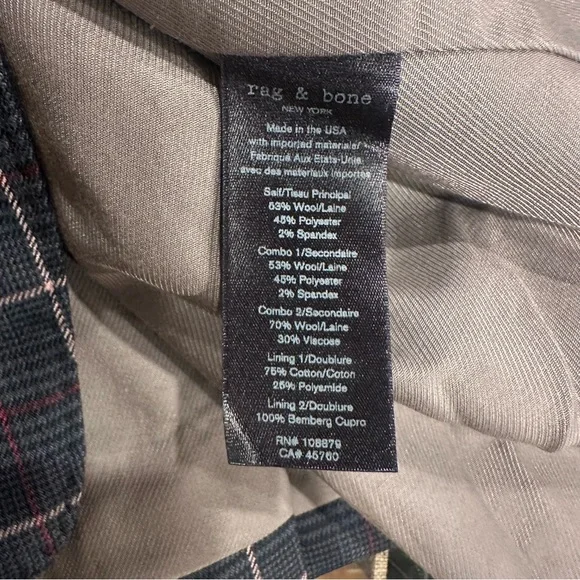 rag & bone
NEW YORK
Made in the USA
with imported materials/
Fabriqué Aux Etats-Unis
avec des materiaux importés
Self/Tissu Principal
53% Wool/Laine
45% Polyester
2% Spandex
Combo 1/Secondaire
53% Wool/Laine
45% Polyester
2% Spandex
Combo 2/Secondaire
70% Wool/Laine
30% Viscose
Lining 1/Doublure
75% Cotton/Coton
25% Polyamide
Lining 2/Doublure
100% Bemberg Cupro
RN# 108879
CA# 45760